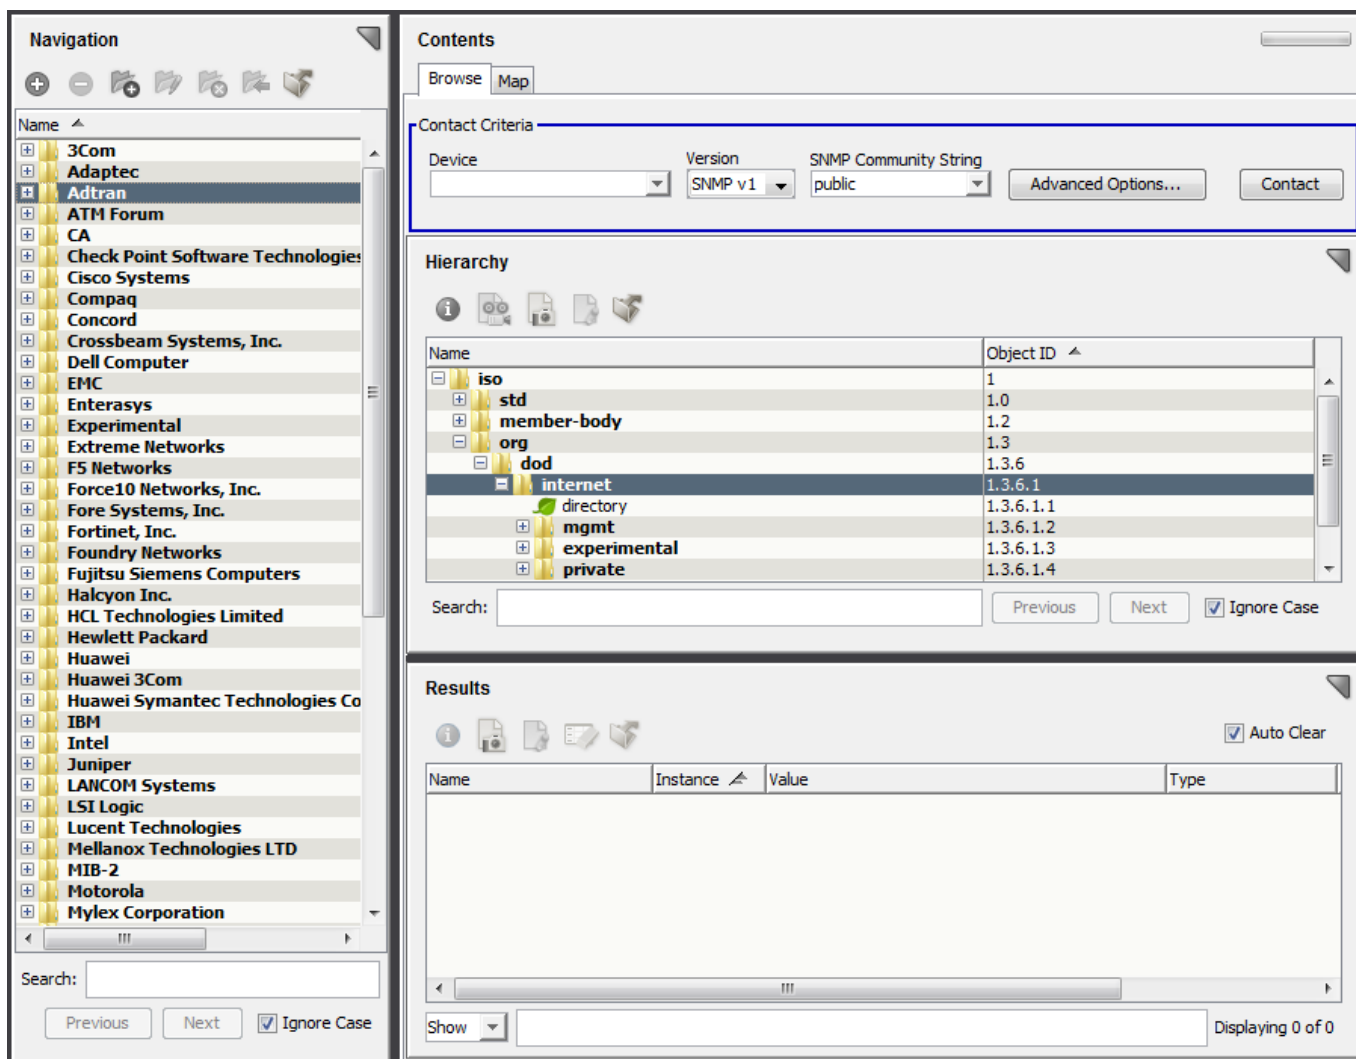 Navigation
Name
3Com
Adaptec
Adtran
ATM Forum
CA
Check Point Software Technologies
Cisco Systems
Compaq
Concord
Crossbeam Systems, Inc.
Dell Computer
EMC
Enterasys
Experimental
Extreme Networks
F5 Networks
Force10 Networks, Inc.
Fore Systems, Inc.
Fortinet, Inc.
Foundry Networks
Fujitsu Siemens Computers
Halcyon Inc.
HCL Technologies Limited
Hewlett Packard
Huawei
Huawei 3Com
Huawei Symantec Technologies Co
IBM
Intel
Juniper
LANCOM Systems
LSI Logic
Lucent Technologies
Mellanox Technologies LTD
MIB-2
Motorola
Mylex Corporation
Search:
Previous Next Ignore Case
Contents
Browse Map
Contact Criteria
Device Version SNMP Community String
SNMP v1 public Advanced Options... Contact
Hierarchy
Name Object ID
iso 1
std 1.0
member-body 1.2
org 1.3
dod 1.3.6
internet 1.3.6.1
directory 1.3.6.1.1
mgmt 1.3.6.1.2
experimental 1.3.6.1.3
private 1.3.6.1.4
Search: Previous Next Ignore Case
Results
Auto Clear
Name Instance Value Type
Show Displaying 0 of 0